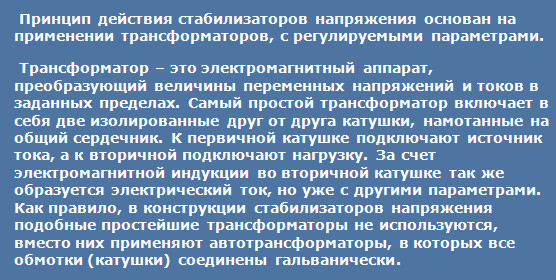 Принцип действия стабилизаторов напряжения основан на
применении трансформаторов, с регулируемыми параметрами.
Трансформатор – это электромагнитный аппарат,
преобразующий величины переменных напряжений и токов в
заданных пределах. Самый простой трансформатор включает в
себя две изолированные друг от друга катушки, намотанные на
общий сердечник. К первичной катушке подключают источник
тока, а к вторичной подключают нагрузку. За счет
электромагнитной индукции во вторичной катушке так же
образуется электрический ток, но уже с другими параметрами.
Как правило, в конструкции стабилизаторов напряжения
подобные простейшие трансформаторы не используются,
вместо них применяют автотрансформаторы, в которых все
обмотки (катушки) соединены гальванически.